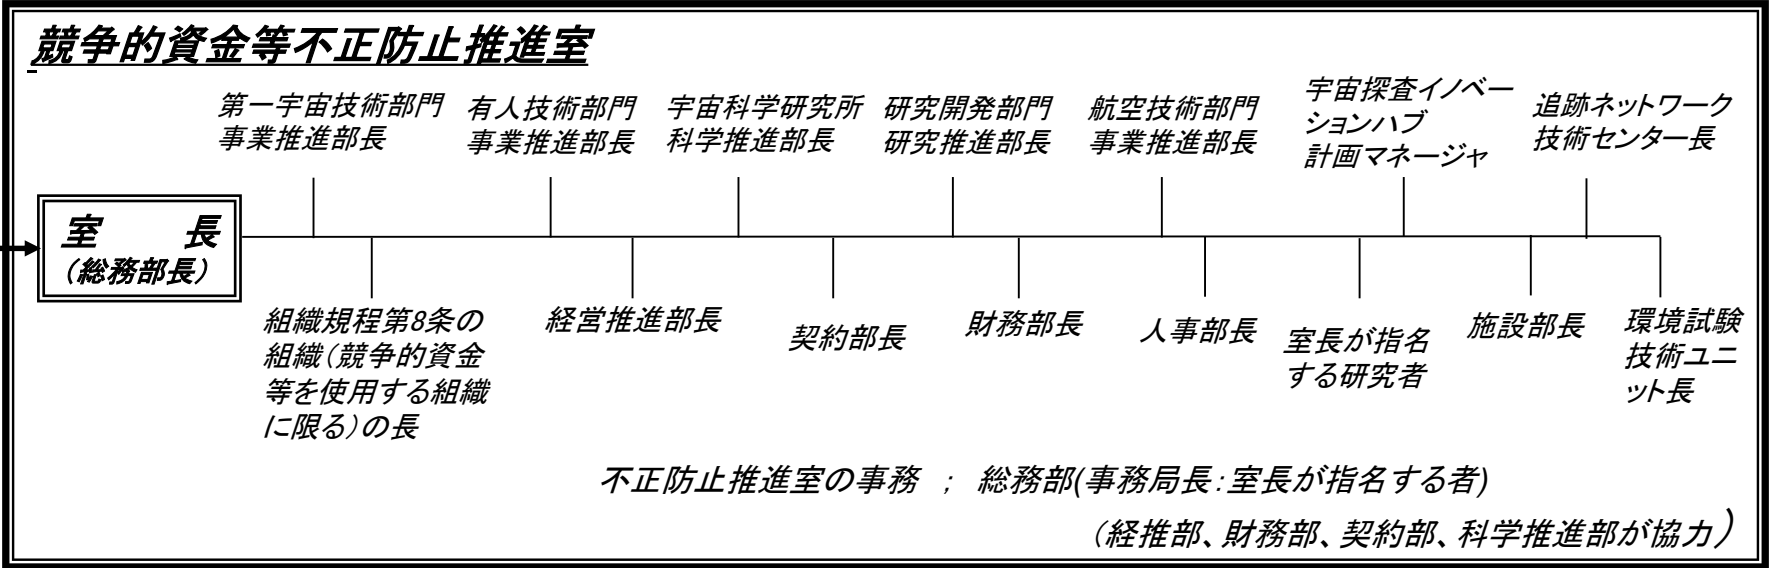 競争的資金等不正防止推進室
第一宇宙技術部門
事業推進部長
有人技術部門
事業推進部長
宇宙科学研究所
科学推進部長
研究開発部門
研究推進部長
航空技術部門
事業推進部長
宇宙探査イノベー
ションハブ
計画マネージャ
追跡ネットワーク
技術センター長
室　　長
（総務部長）
組織規程第8条の
組織（競争的資金
等を使用する組織
に限る）の長
経営推進部長
契約部長
財務部長
人事部長
室長が指名
する研究者
施設部長
環境試験
技術ユニ
ット長
不正防止推進室の事務　；　総務部(事務局長：室長が指名する者)
（経推部、財務部、契約部、科学推進部が協力）